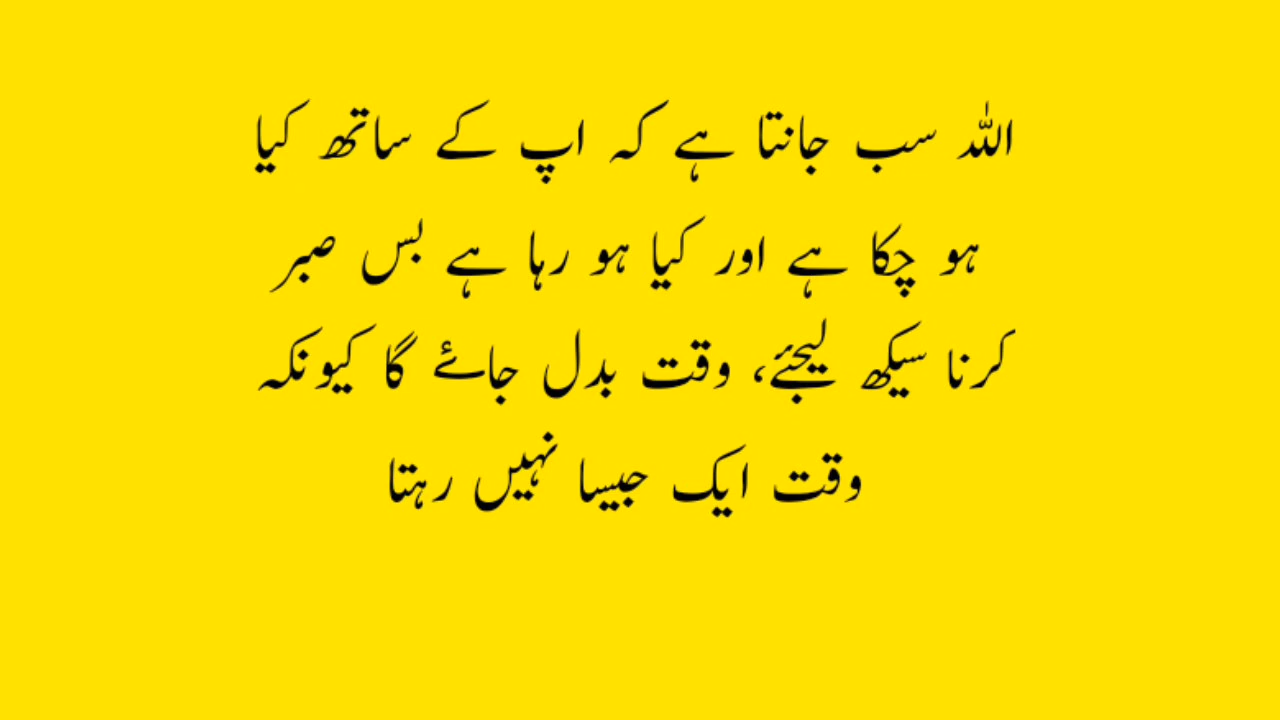 اللہ سب جانتا ہے کہ اپ کے ساتھ کیا
ہو چکا ہے اور کیا ہو رہا ہے بس صبر
کرنا سیکھ لیجئے، وقت بدل جائے گا کیونکہ
وقت ایک جیسا نہیں رہتا